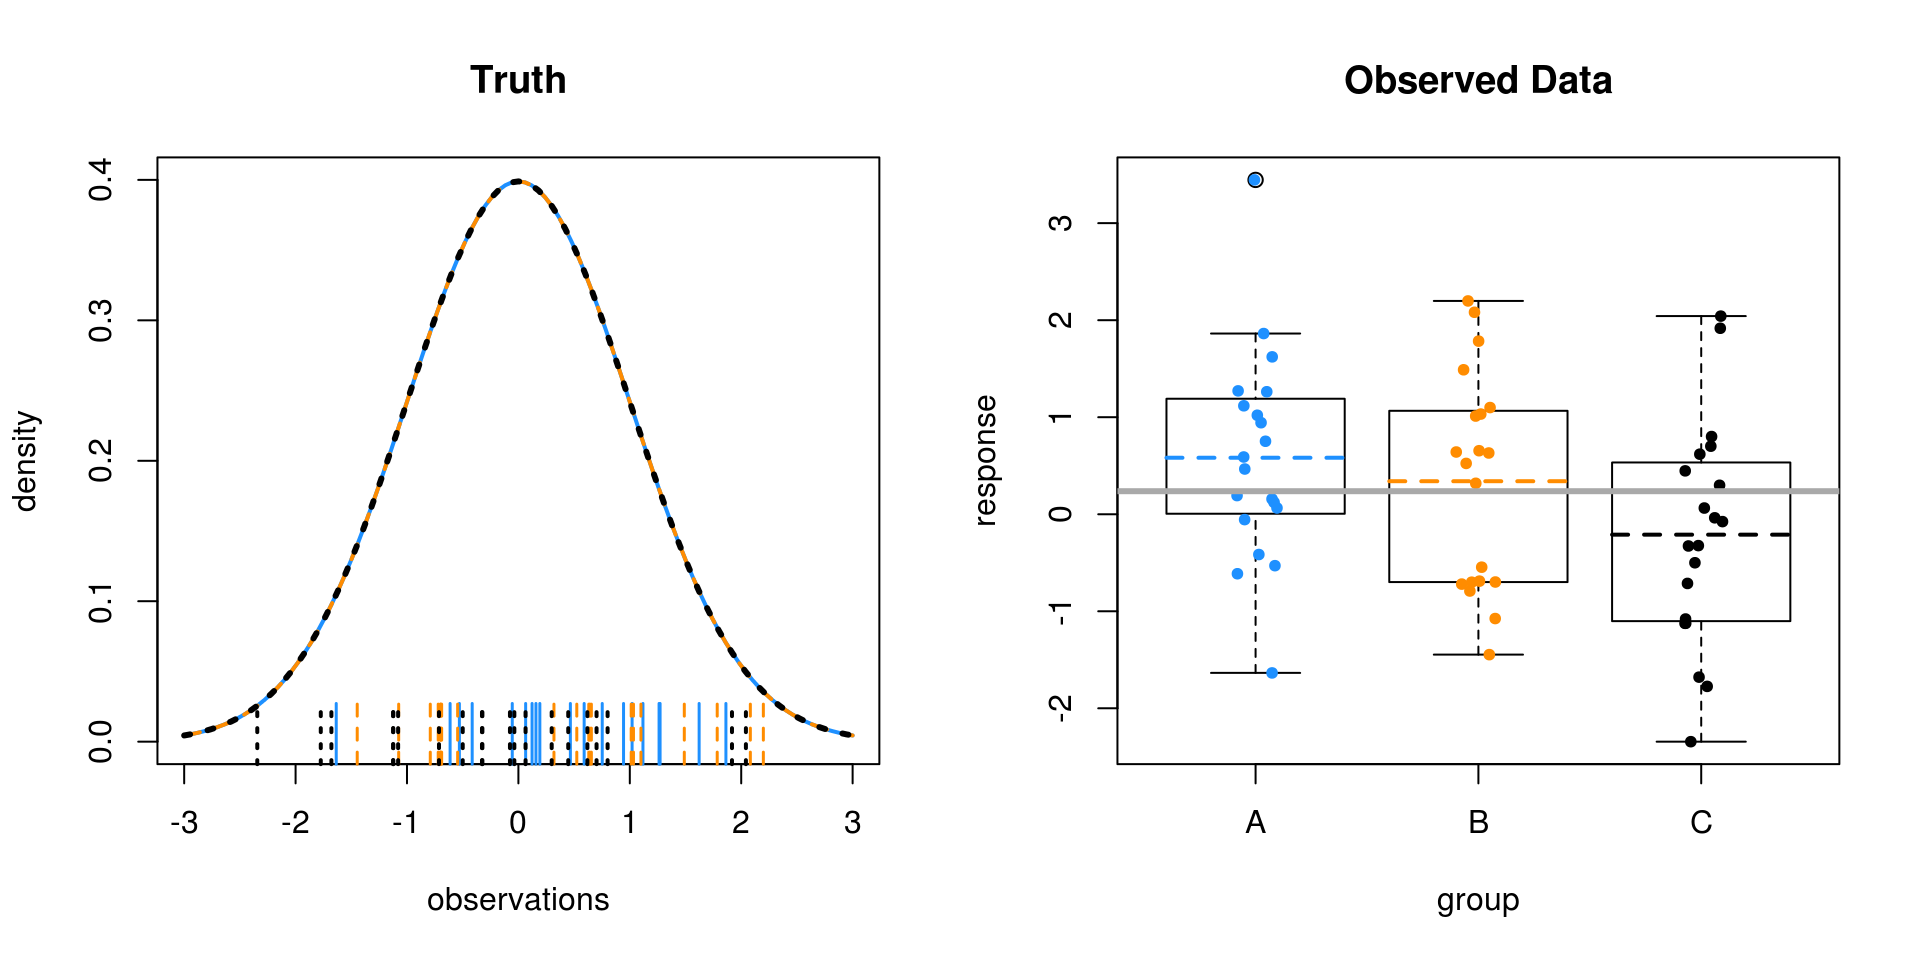 Truth
density
0.4
0.3
0.2
0.1
0.0
-3 -2 -1 0 1 2 3
observations
Observed Data
response
3
2
1
0
-1
-2
A B C
group